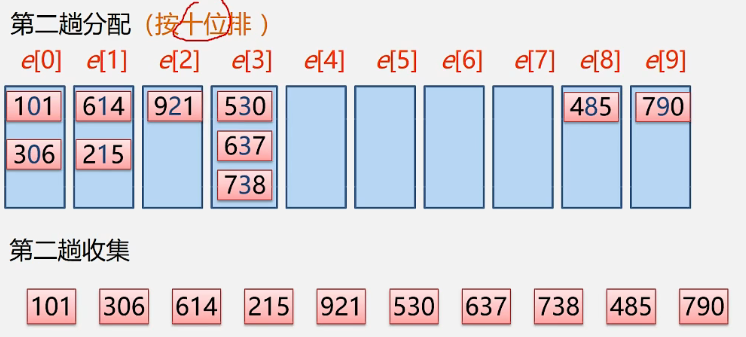 第二趟分配（按十位排 ）
e[0] e[1] e[2] e[3] e[4] e[5] e[6] e[7] e[8] e[9]
101 614 921 530 485 790
306 215 637
738
第二趟收集
101 306 614 215 921 530 637 738 485 790